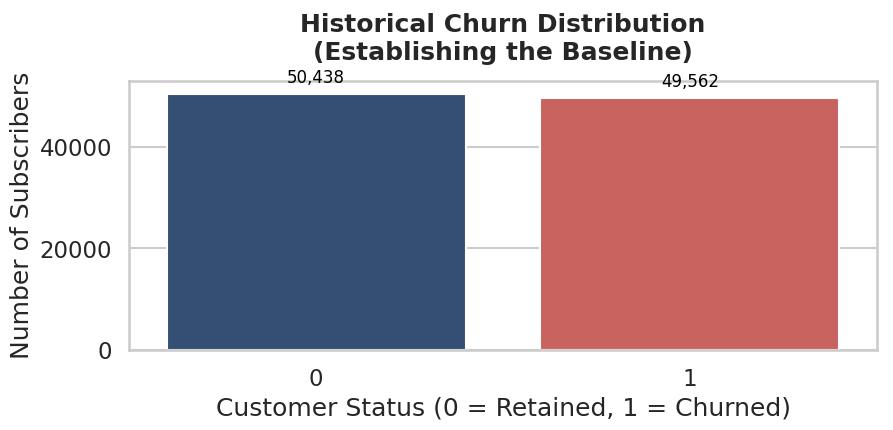 Historical Churn Distribution
(Establishing the Baseline)
50,438
49,562
Number of Subscribers
40000
20000
0
0
1
Customer Status (0 = Retained, 1 = Churned)